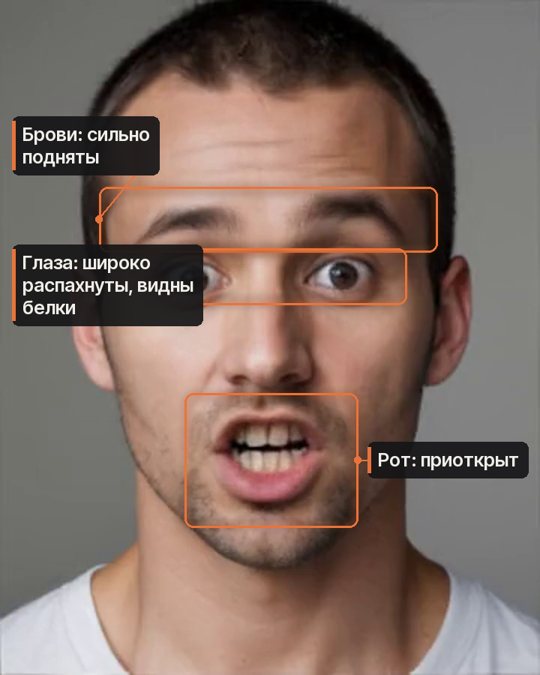 Брови: сильно
подняты
Глаза: широко
распахнуты, видны
белки
Рот: приоткрыт